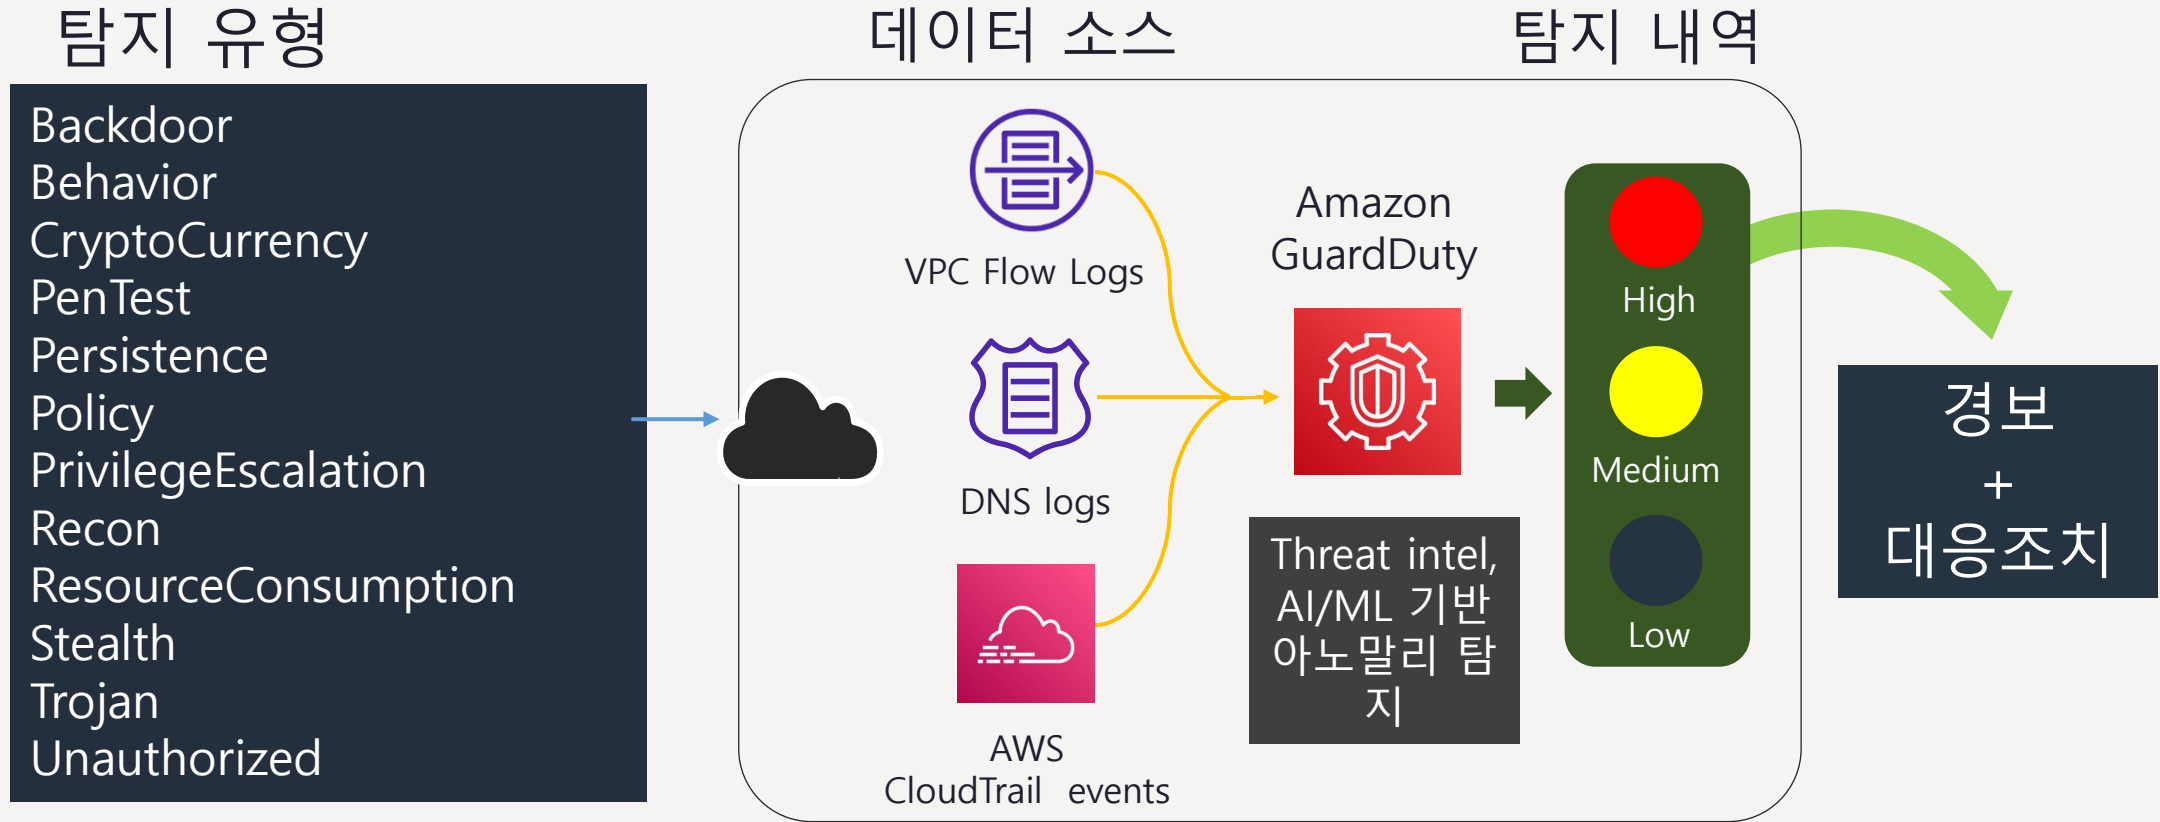 탐지 유형
데이터 소스
탐지 내역
Backdoor
Behavior
CryptoCurrency
PenTest
Persistence
Policy
PrivilegeEscalation
Recon
ResourceConsumption
Stealth
Trojan
Unauthorized
VPC Flow Logs
DNS logs
AWS
CloudTrail events
Amazon
GuardDuty
Threat intel,
AI/ML 기반
아노말리 탐
지
High
Medium
Low
경보
+
대응조치